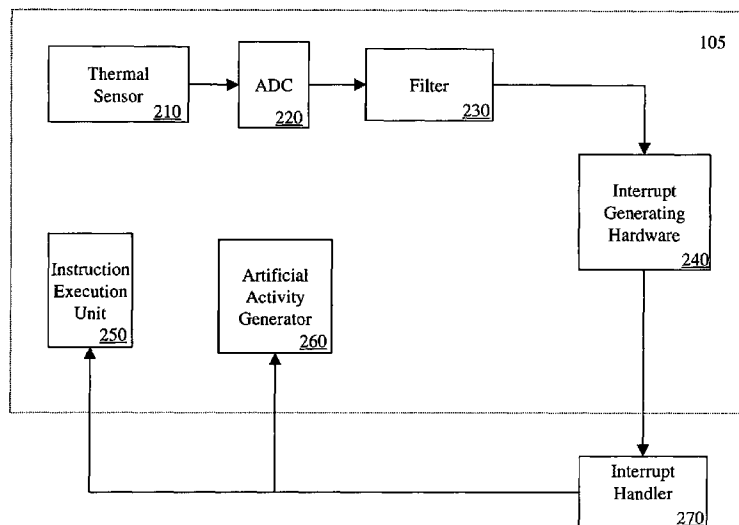 105
Thermal
Sensor
210
ADC
220
Filter
230
Interrupt
Generating
Hardware
240
Instruction
Execution
Unit
250
Artificial
Activity
Generator
260
Interrupt
Handler
270